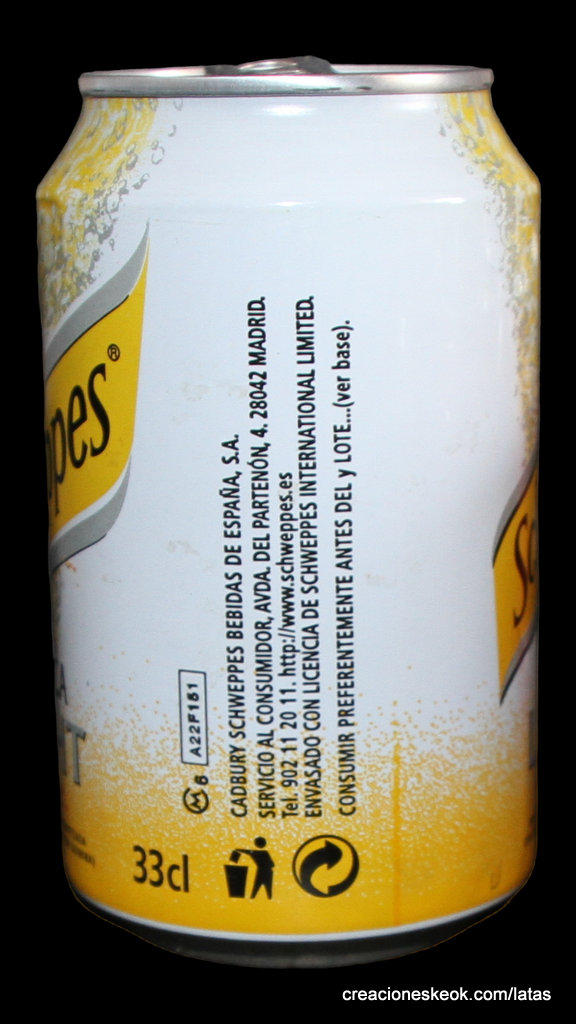 ppes®
CADBURY SCHWEPPES BEBIDAS DE ESPAÑA, S.A.
SERVICIO AL CONSUMIDOR, AVDA. DEL PARTENÓN, 4. 28042 MADRID.
Tel. 902 11 20 11. http://www.schweppes.es
ENVASADO CON LICENCIA DE SCHWEPPES INTERNATIONAL LIMITED.
CONSUMIR PREFERENTEMENTE ANTES DEL y LOTE...(ver base).
M 6 A22F151
33cl
creacioneskeok.com/latas